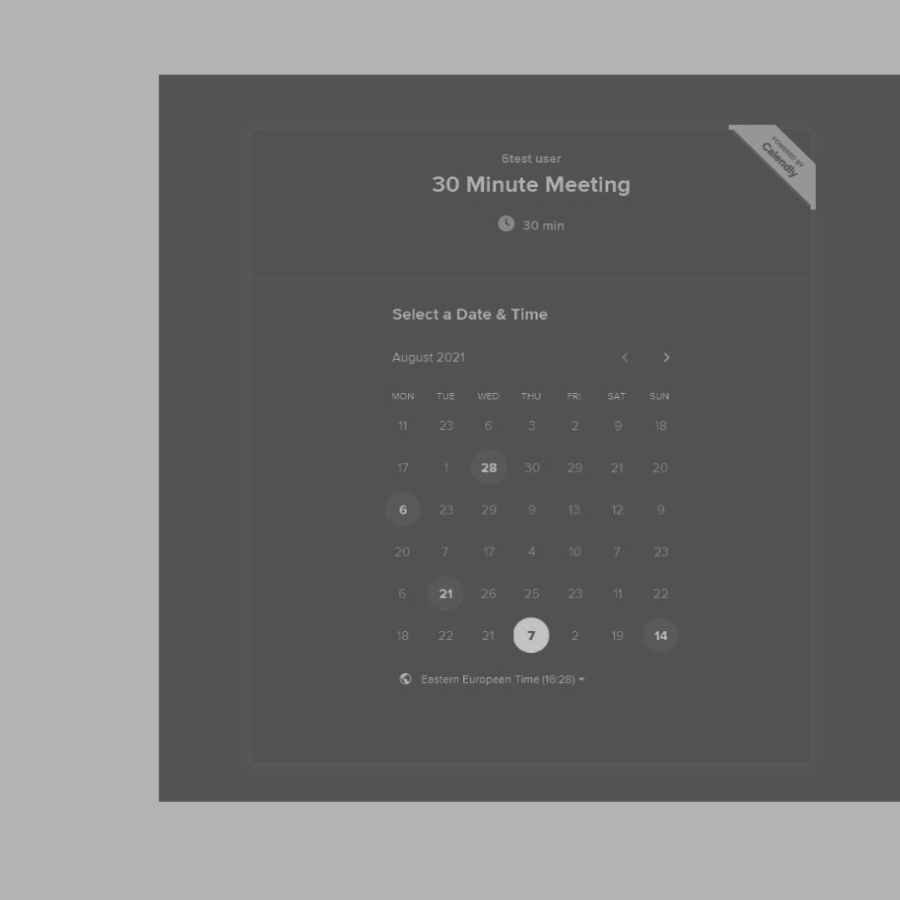 POWERED BY
Calendly
6test user
30 Minute Meeting
30 min
Select a Date & Time
August 2021
MON TUE WED THU FRI SAT SUN
11 23 6 3 2 9 18
17 1 28 30 29 21 20
6 23 29 9 13 12 9
20 7 17 4 10 7 23
6 21 26 25 23 11 22
18 22 21 7 2 19 14
Eastern Europeen Time (16:28)